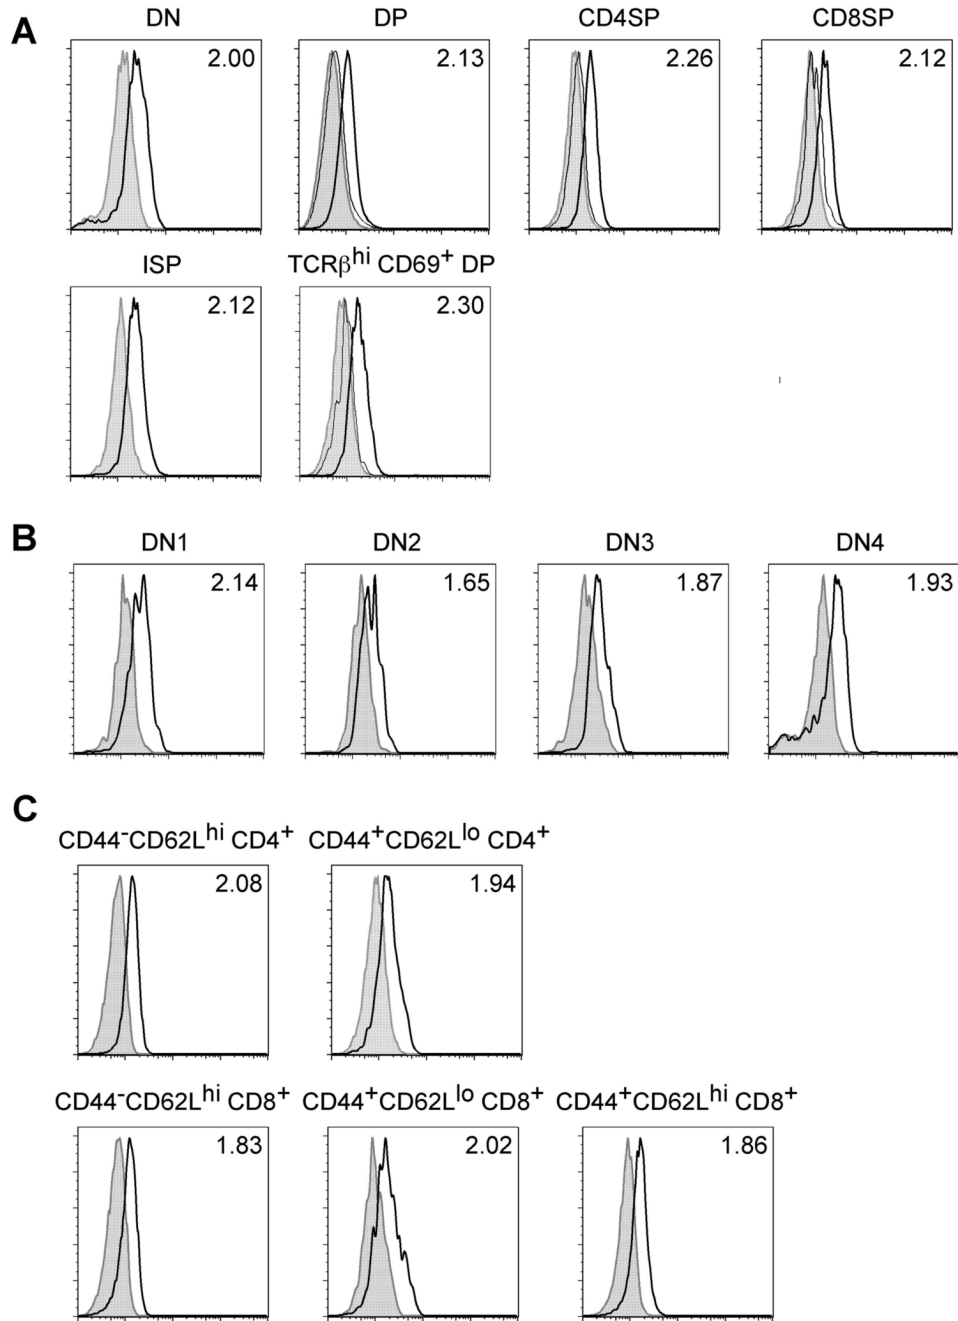 A
DN DP CD4SP CD8SP
2.00 2.13 2.26 2.12
ISP TCRβhi CD69+ DP
2.12 2.30
B
DN1 DN2 DN3 DN4
2.14 1.65 1.87 1.93
C
CD44-CD62Lhi CD4+ CD44+CD62Llo CD4+
2.08 1.94
CD44-CD62Lhi CD8+ CD44+CD62Llo CD8+ CD44+CD62Lhi CD8+
1.83 2.02 1.86